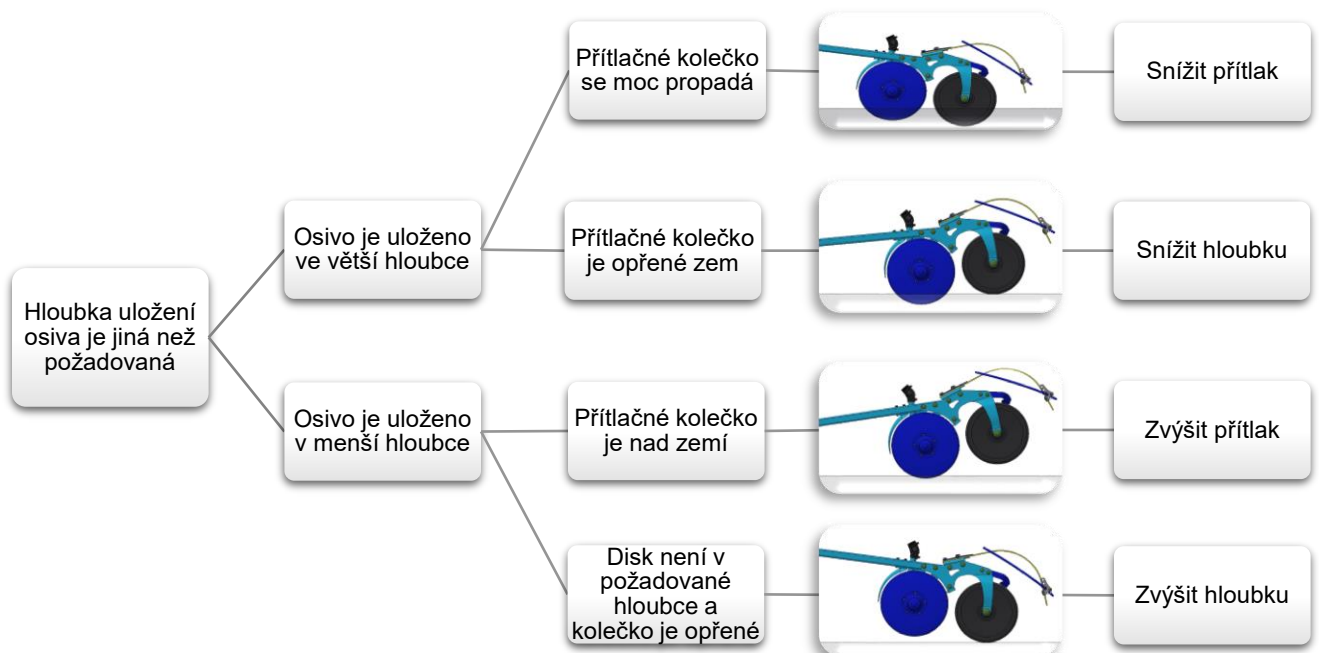 Přítlačné kolečko
se moc propadá
Snížit přítlak
Osivo je uloženo
ve větší hloubce
Přítlačné kolečko
je opřené zem
Snížit hloubku
Hloubka uložení
osiva je jiná než
požadovaná
Osivo je uloženo
v menší hloubce
Přítlačné kolečko
je nad zemí
Zvýšit přítlak
Disk není v
požadované
hloubce a
kolečko je opřené
Zvýšit hloubku